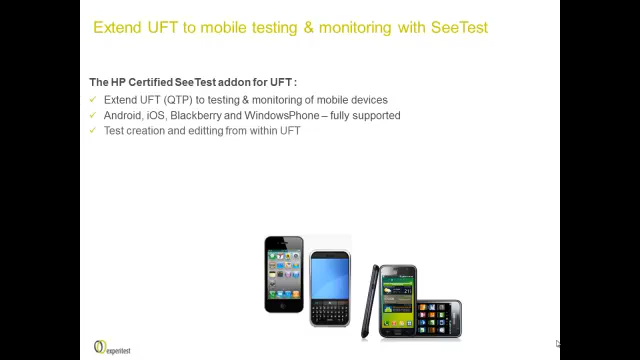 Extend UFT to mobile testing & monitoring with SeeTest
The HP Certified SeeTest addon for UFT :
Extend UFT (QTP) to testing & monitoring of mobile devices
Android, iOS, Blackberry and WindowsPhone – fully supported
Test creation and editting from within UFT
experitest